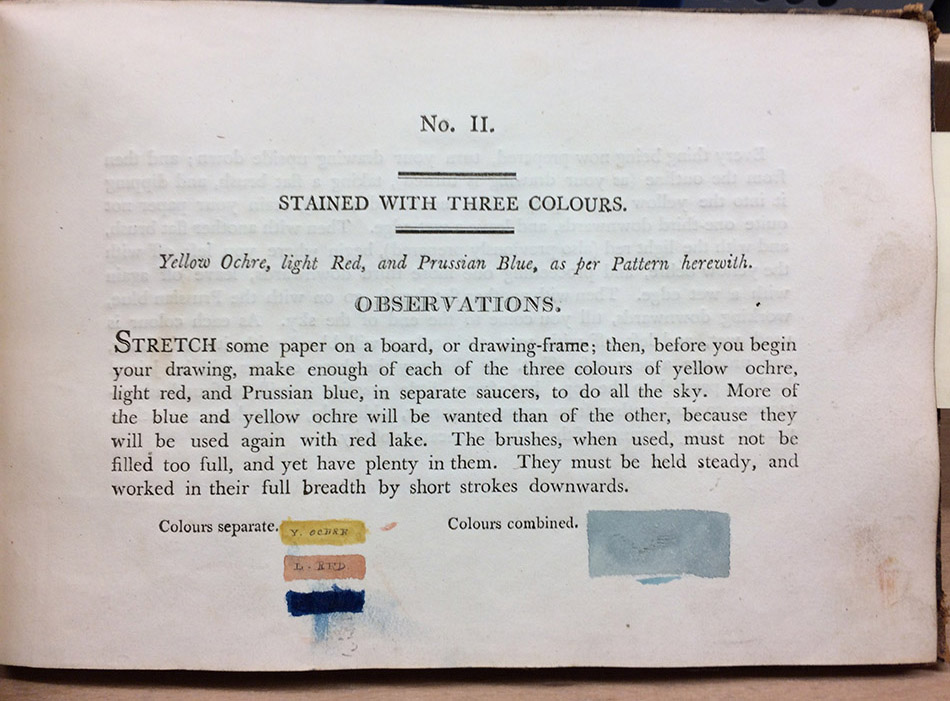 No. II.
STAINED WITH THREE COLOURS.
Yellow Ochre, light Red, and Prussian Blue, as per Pattern herewith.
OBSERVATIONS.
STRETCH some paper on a board, or drawing-frame; then, before you begin
your drawing, make enough of each of the three colours of yellow ochre,
light red, and Prussian blue, in separate saucers, to do all the sky. More of
the blue and yellow ochre will be wanted than of the other, because they
will be used again with red lake. The brushes, when used, must not be
filled too full, and yet have plenty in them. They must be held steady, and
worked in their full breadth by short strokes downwards.
Colours separate. Colours combined.
Y. OCHRE
L. RED.